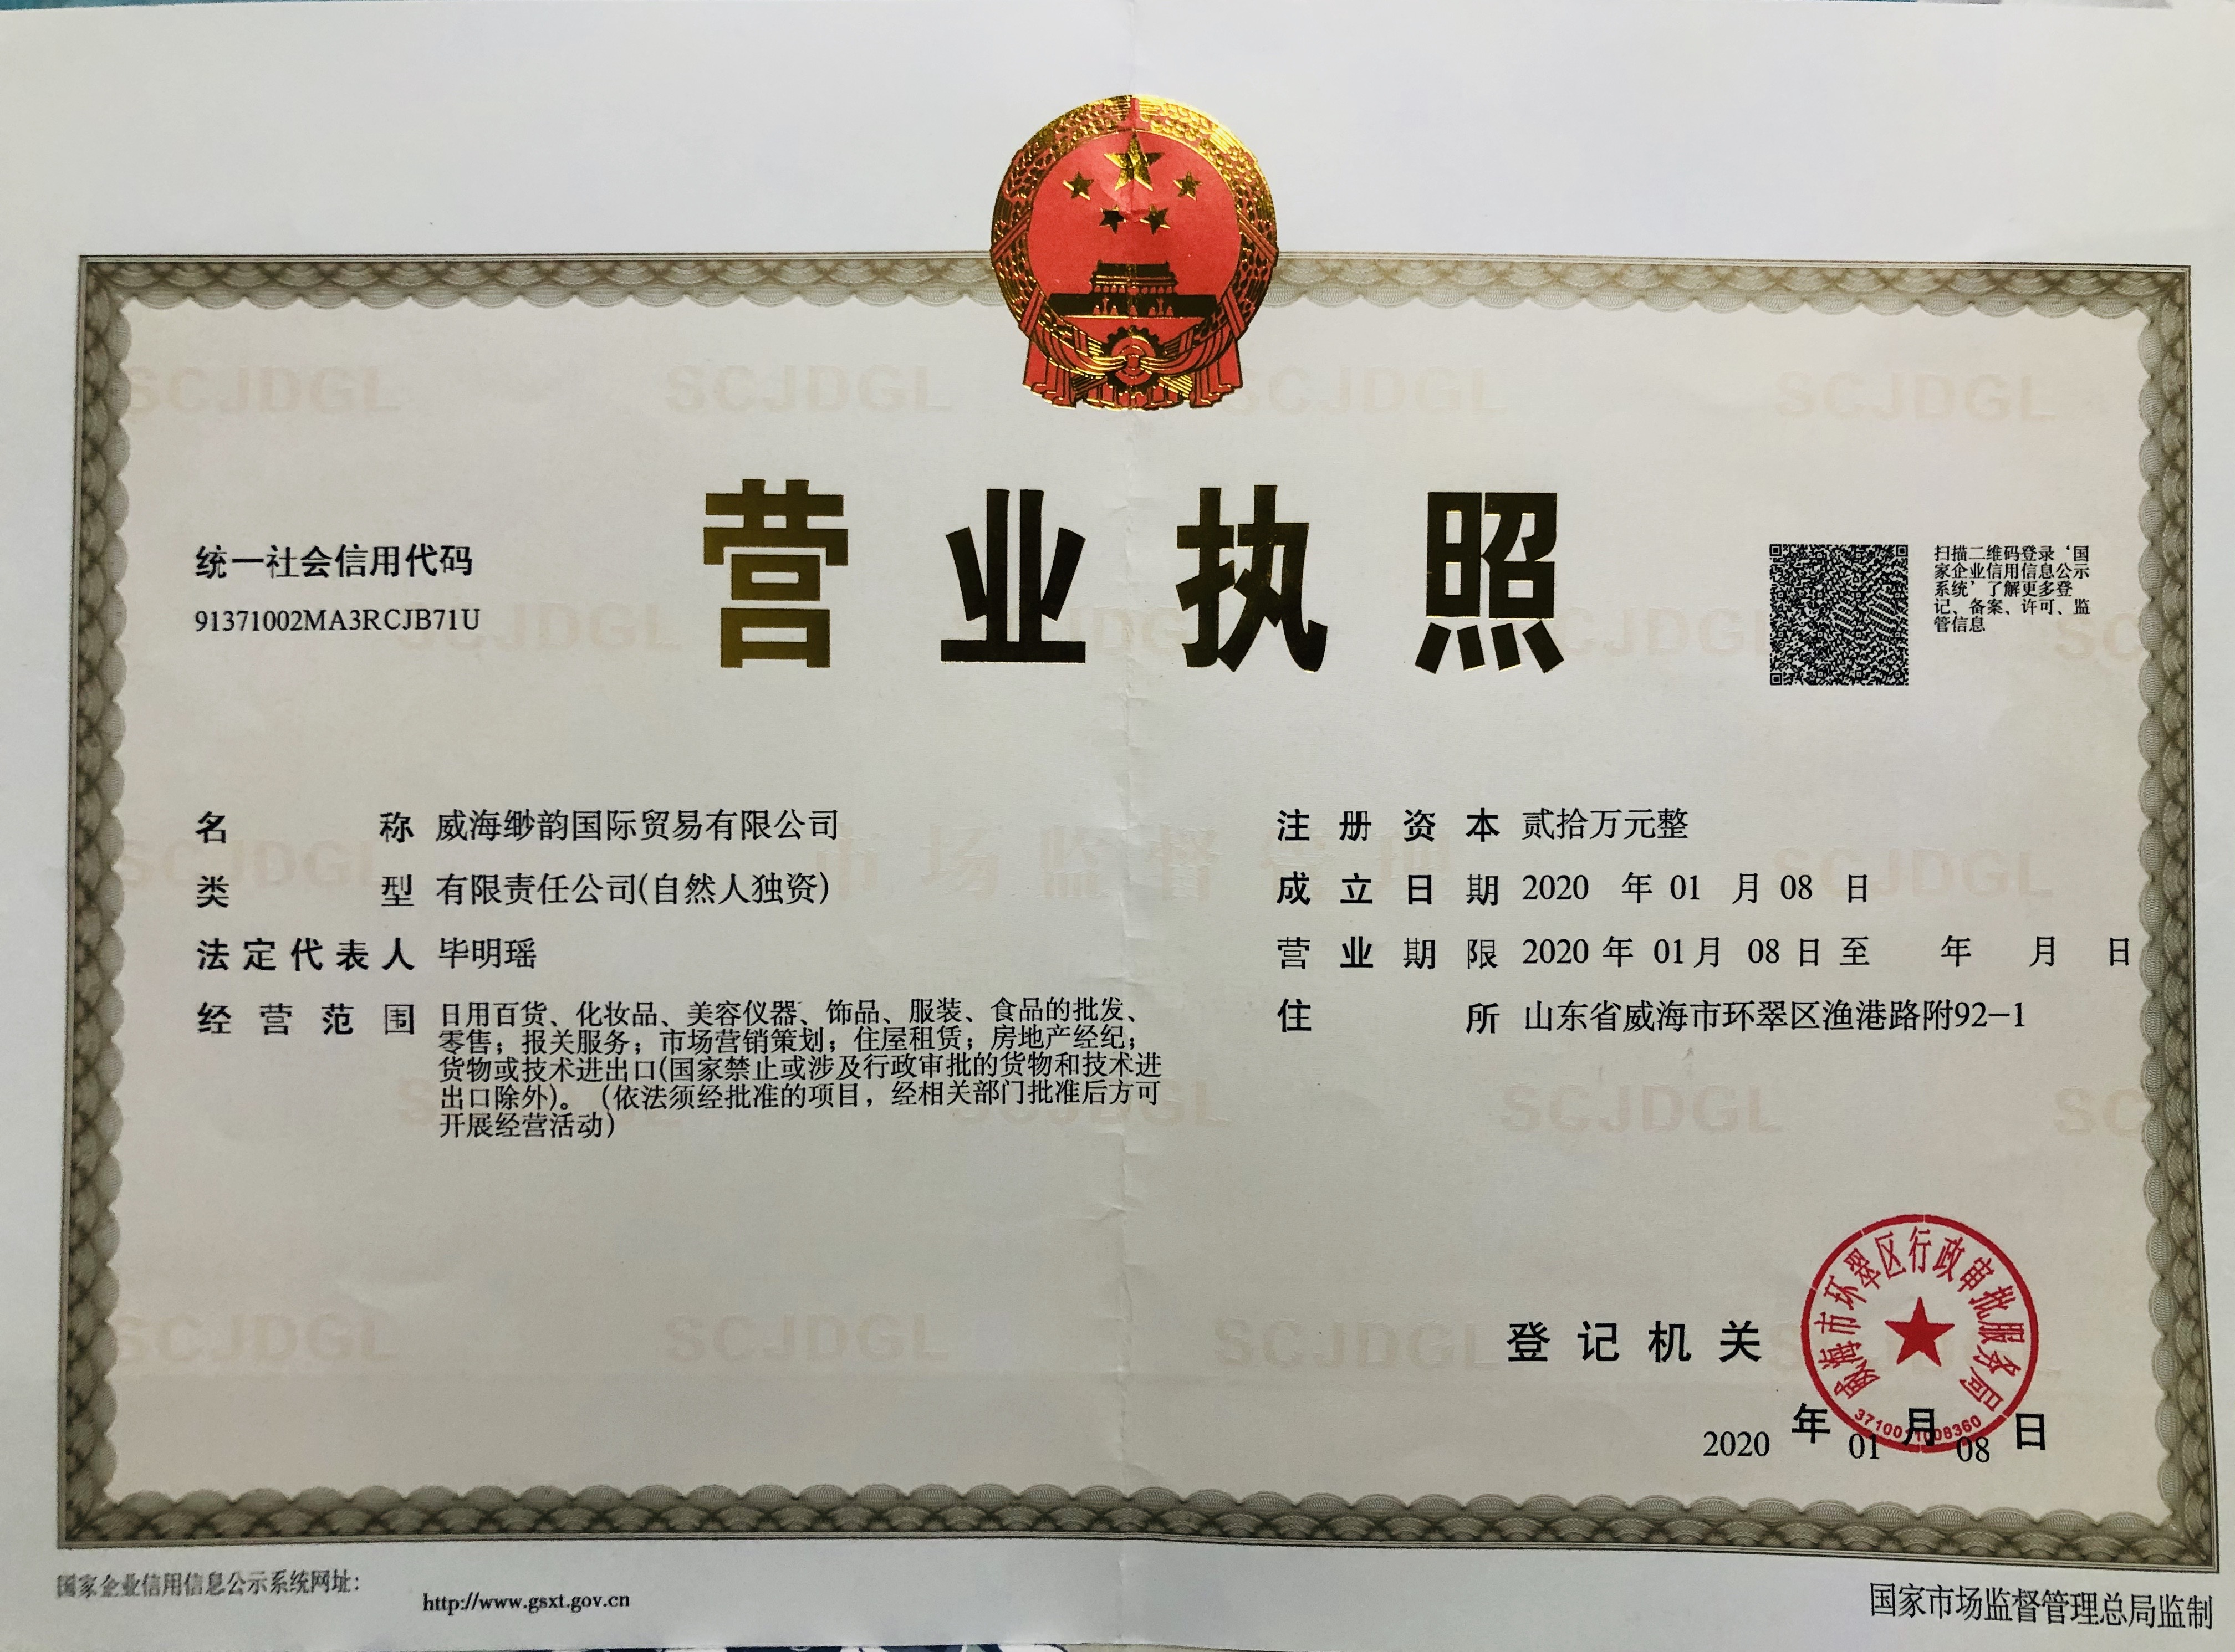 营业执照
统一社会信用代码
91371002MA3RCJB71U
扫描二维码登录‘国
家企业信用信息公示
系统’了解更多登
记、备案、许可、监
管信息
名称 威海缈韵国际贸易有限公司
类型 有限责任公司(自然人独资)
法定代表人 毕明瑶
经营范围 日用百货、化妆品、美容仪器、饰品、服装、食品的批发、
零售；报关服务；市场营销策划；住屋租赁；房地产经纪；
货物或技术进出口(国家禁止或涉及行政审批的货物和技术进
出口除外)。（依法须经批准的项目，经相关部门批准后方可
开展经营活动）
注册资本 贰拾万元整
成立日期 2020 年 01 月 08 日
营业期限 2020 年 01 月 08 日 至 年 月 日
住所 山东省威海市环翠区渔港路附92-1
登记机关
威海市环翠区行政审批服务局
2020 年 01 月 08 日
国家企业信用信息公示系统网址：
http://www.gsxt.gov.cn
国家市场监督管理总局监制
SCJDGL
市场监督管理